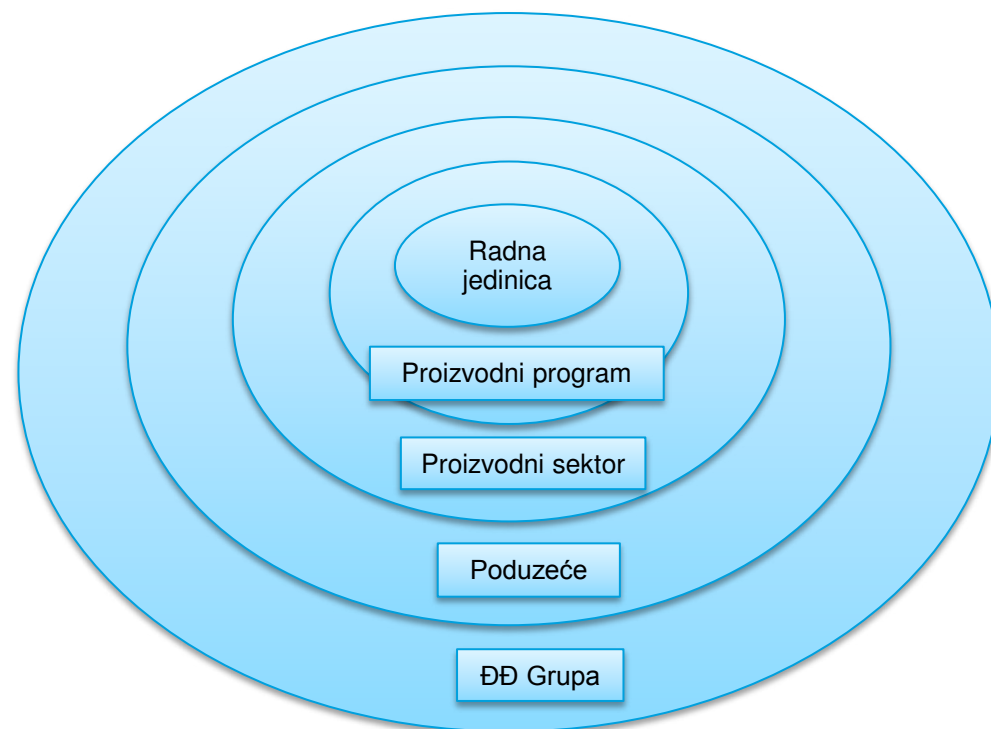 Radna
jedinica
Proizvodni program
Proizvodni sektor
Poduzeće
ĐĐ Grupa